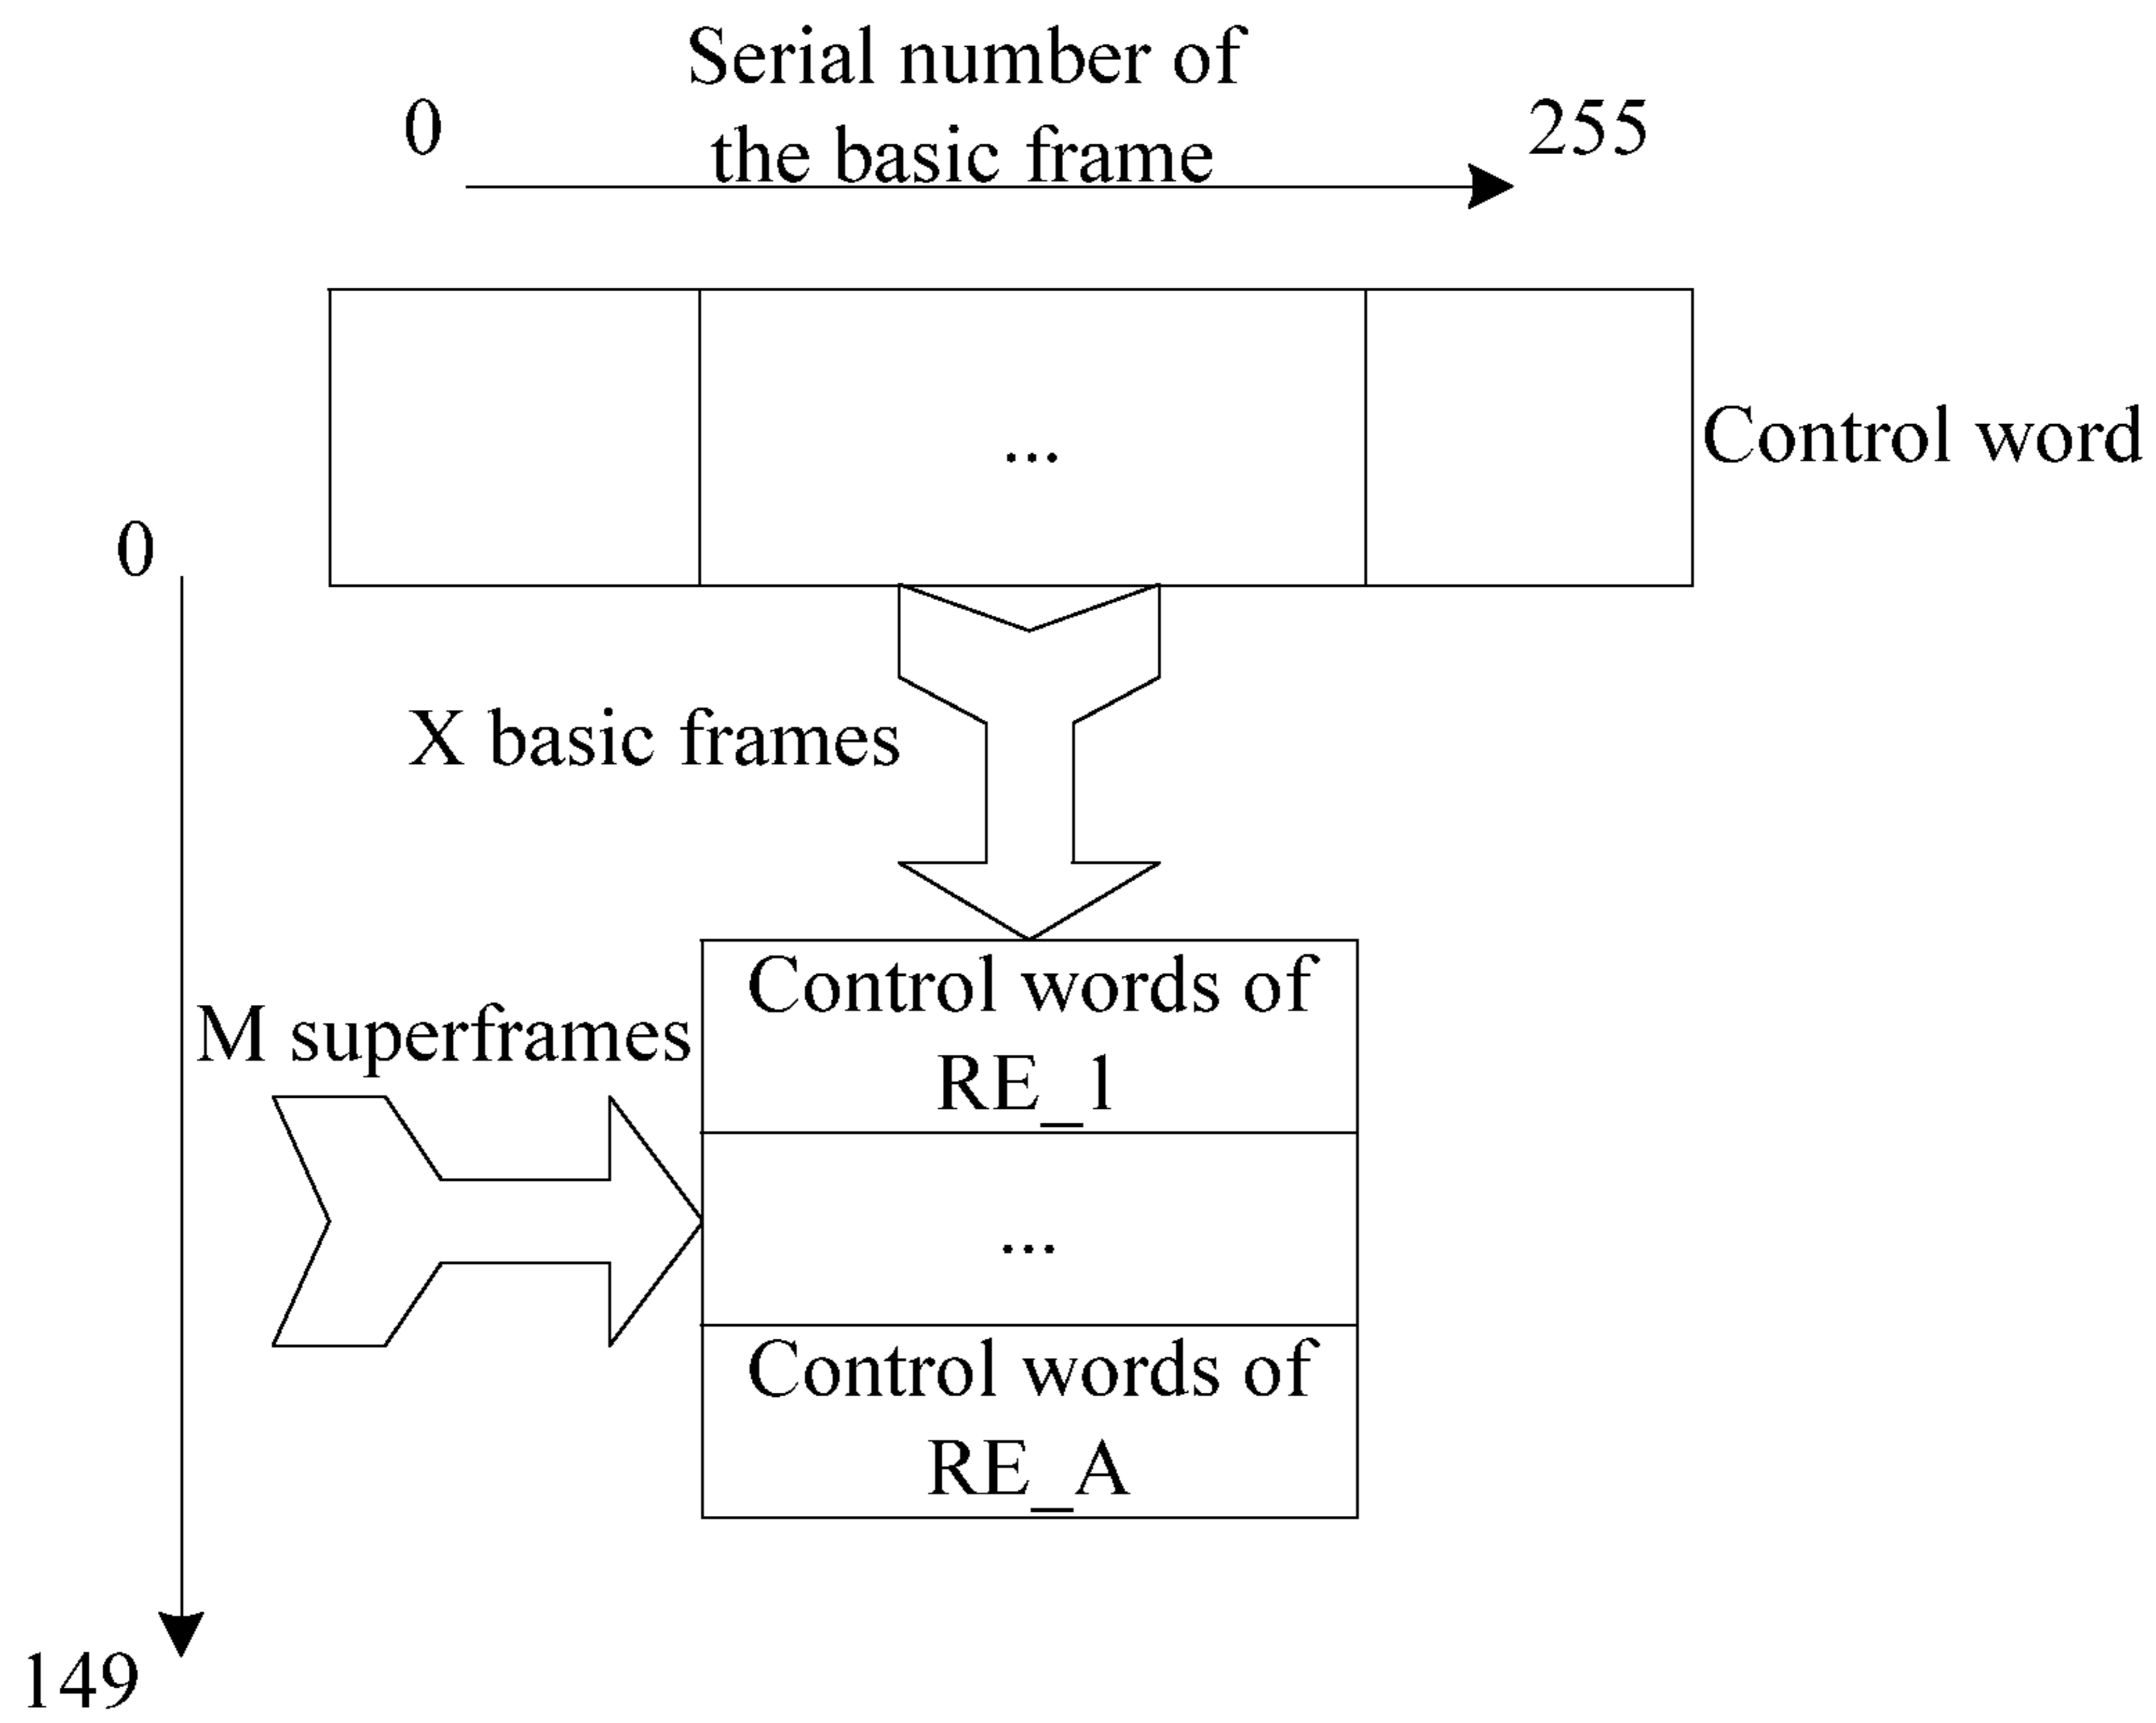 Serial number of
the basic frame
0
255
...
Control word
0
X basic frames
M superframes
Control words of
RE_1
...
Control words of
RE_A
149